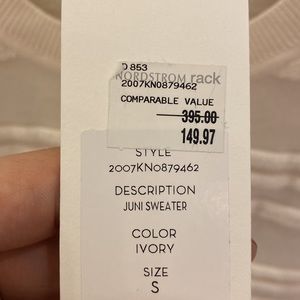 D 853
NORDSTROM rack
2007KN0879462
COMPARABLE VALUE
395.00
149.97
STYLE
2007KN0879462
DESCRIPTION
JUNI SWEATER
COLOR
IVORY
SIZE
S